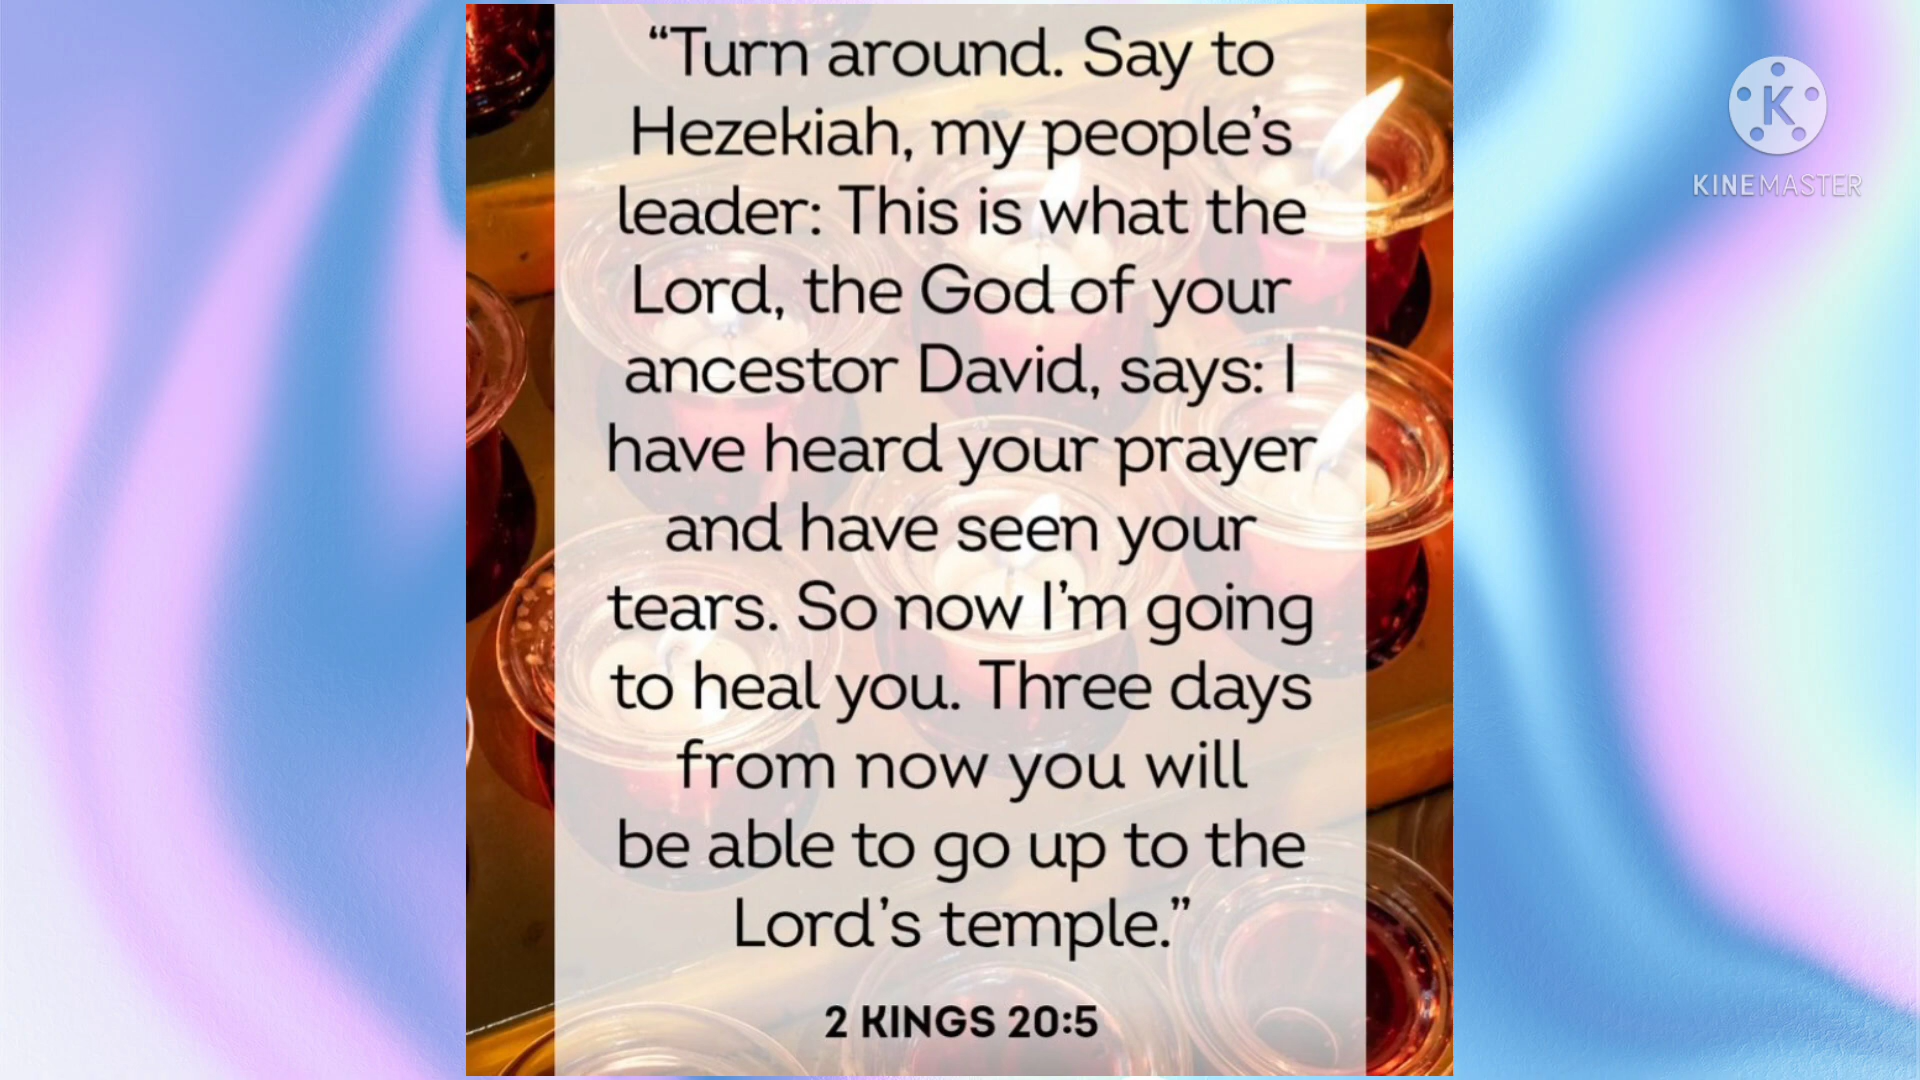 “Turn around. Say to
Hezekiah, my people’s
leader: This is what the
Lord, the God of your
ancestor David, says: I
have heard your prayer
and have seen your
tears. So now I’m going
to heal you. Three days
from now you will
be able to go up to the
Lord’s temple.”
2 KINGS 20:5
K
KINEMASTER